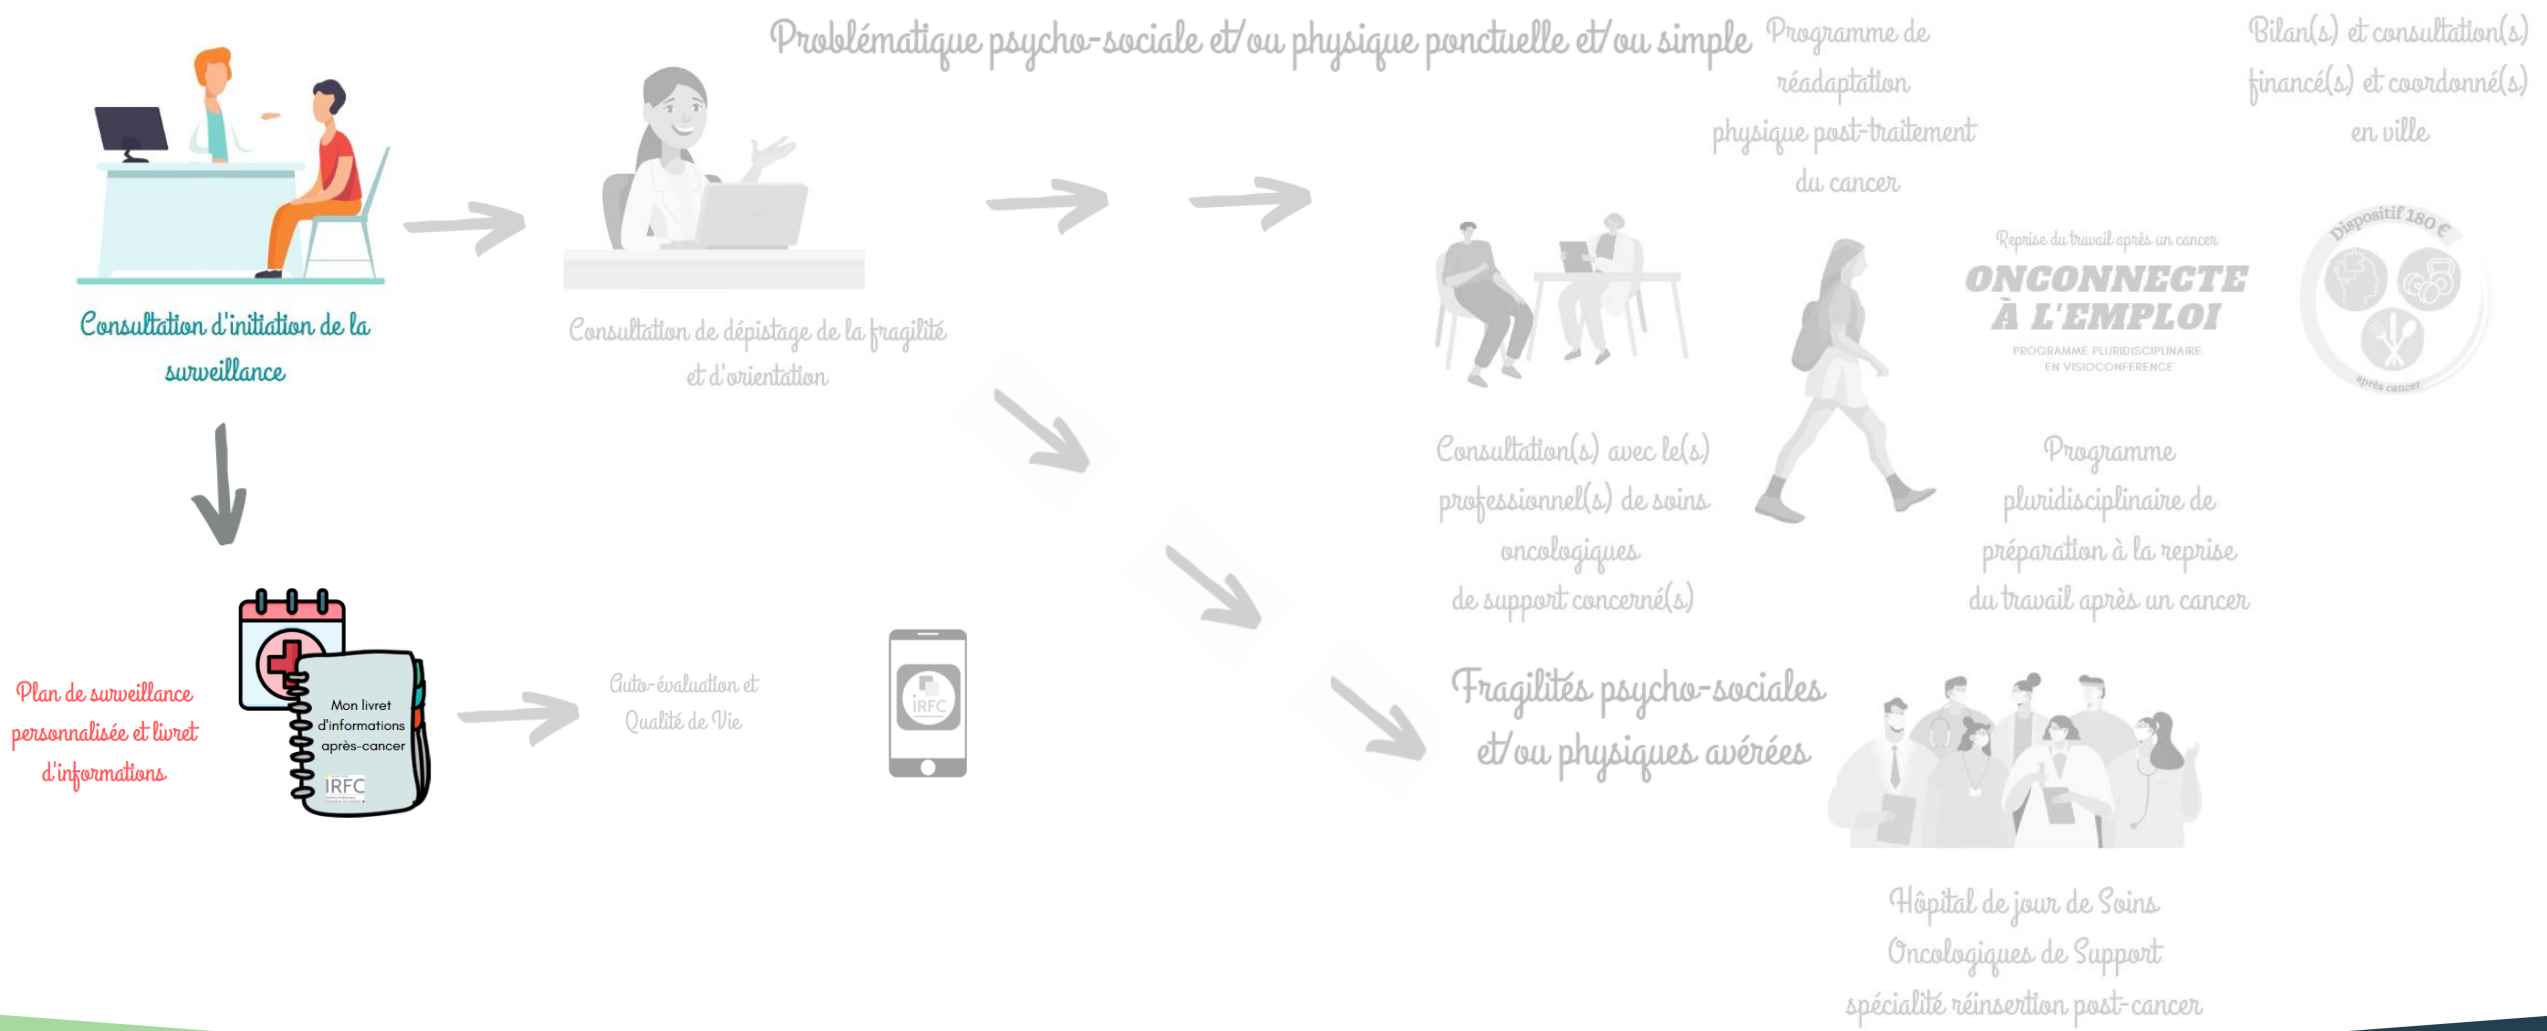 Problématique psycho-sociale et/ou physique ponctuelle et/ou simple
Programme de
réadaptation
physique post-traitement
du cancer
Bilan(s) et consultation(s)
financé(s) et coordonné(s)
en ville
Consultation d'initiation de la
surveillance
Consultation de dépistage de la fragilité
et d'orientation
Consultation(s) avec le(s)
professionnel(s) de soins
oncologiques
de support concerné(s)
Reprise du travail après un cancer
ONCONNECTE
À L'EMPLOI
PROGRAMME PLURIDISCIPLINAIRE
EN VISIOCONFERENCE
Programme
pluridisciplinaire de
préparation à la reprise
du travail après un cancer
Dispositif 180 €
après cancer
Plan de surveillance
personnalisée et livret
d'informations
Mon livret
d'informations
après-cancer
IRFC
Auto-évaluation et
Qualité de Vie
iRFC
Fragilités psycho-sociales
et/ou physiques avérées
Hôpital de jour de Soins
Oncologiques de Support
spécialité réinsertion post-cancer